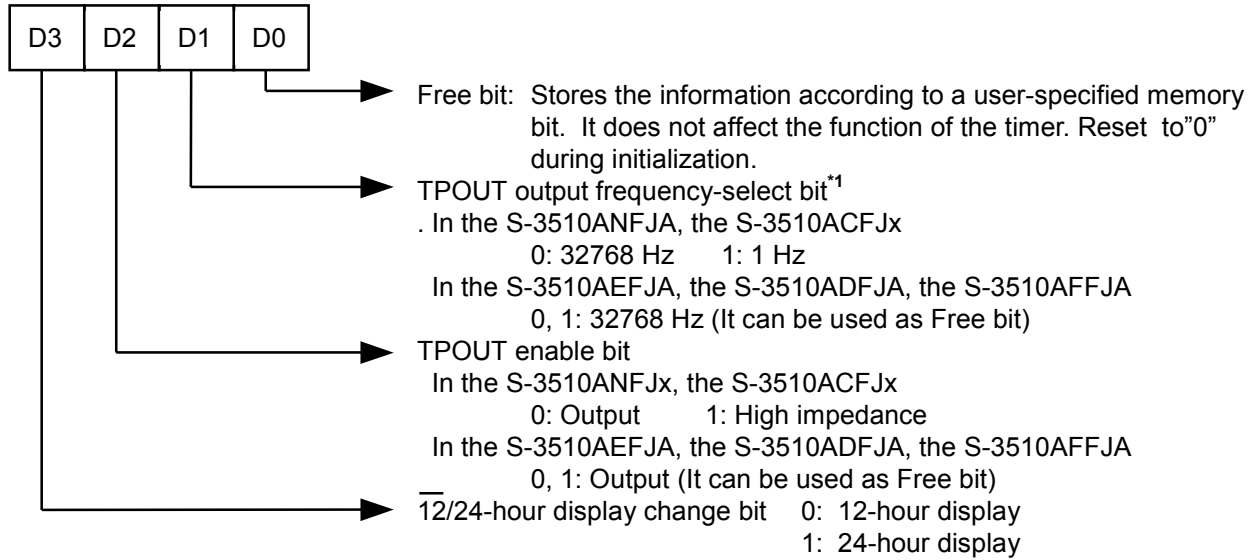 D3 D2 D1 D0
Free bit: Stores the information according to a user-specified memory
bit. It does not affect the function of the timer. Reset to”0”
during initialization.
TPOUT output frequency-select bit*1
. In the S-3510ANFJA, the S-3510ACFJx
0: 32768 Hz 1: 1 Hz
In the S-3510AEFJA, the S-3510ADFJA, the S-3510AFFJA
0, 1: 32768 Hz (It can be used as Free bit)
TPOUT enable bit
In the S-3510ANFJx, the S-3510ACFJx
0: Output 1: High impedance
In the S-3510AEFJA, the S-3510ADFJA, the S-3510AFFJA
0, 1: Output (It can be used as Free bit)
1̅2̅/24-hour display change bit 0: 12-hour display
1: 24-hour display